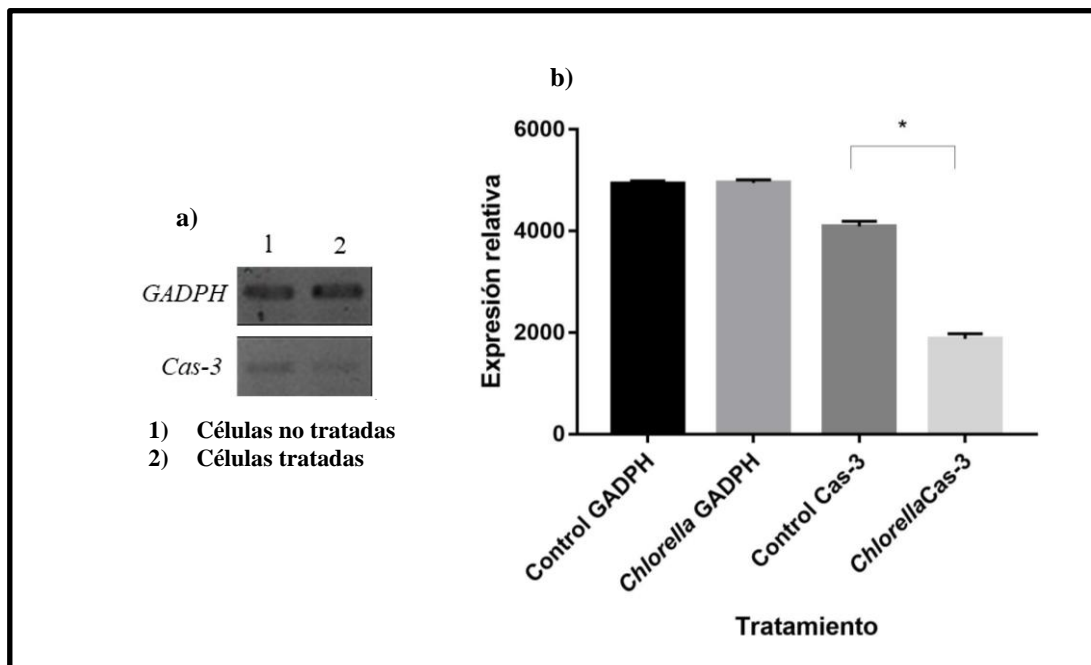 a)
1 2
GADPH
Cas-3
1) Células no tratadas
2) Células tratadas
b)
Expresión relativa
6000
4000
2000
0
*
Control GADPH
Chlorella GADPH
Control Cas-3
ChlorellaCas-3
Tratamiento